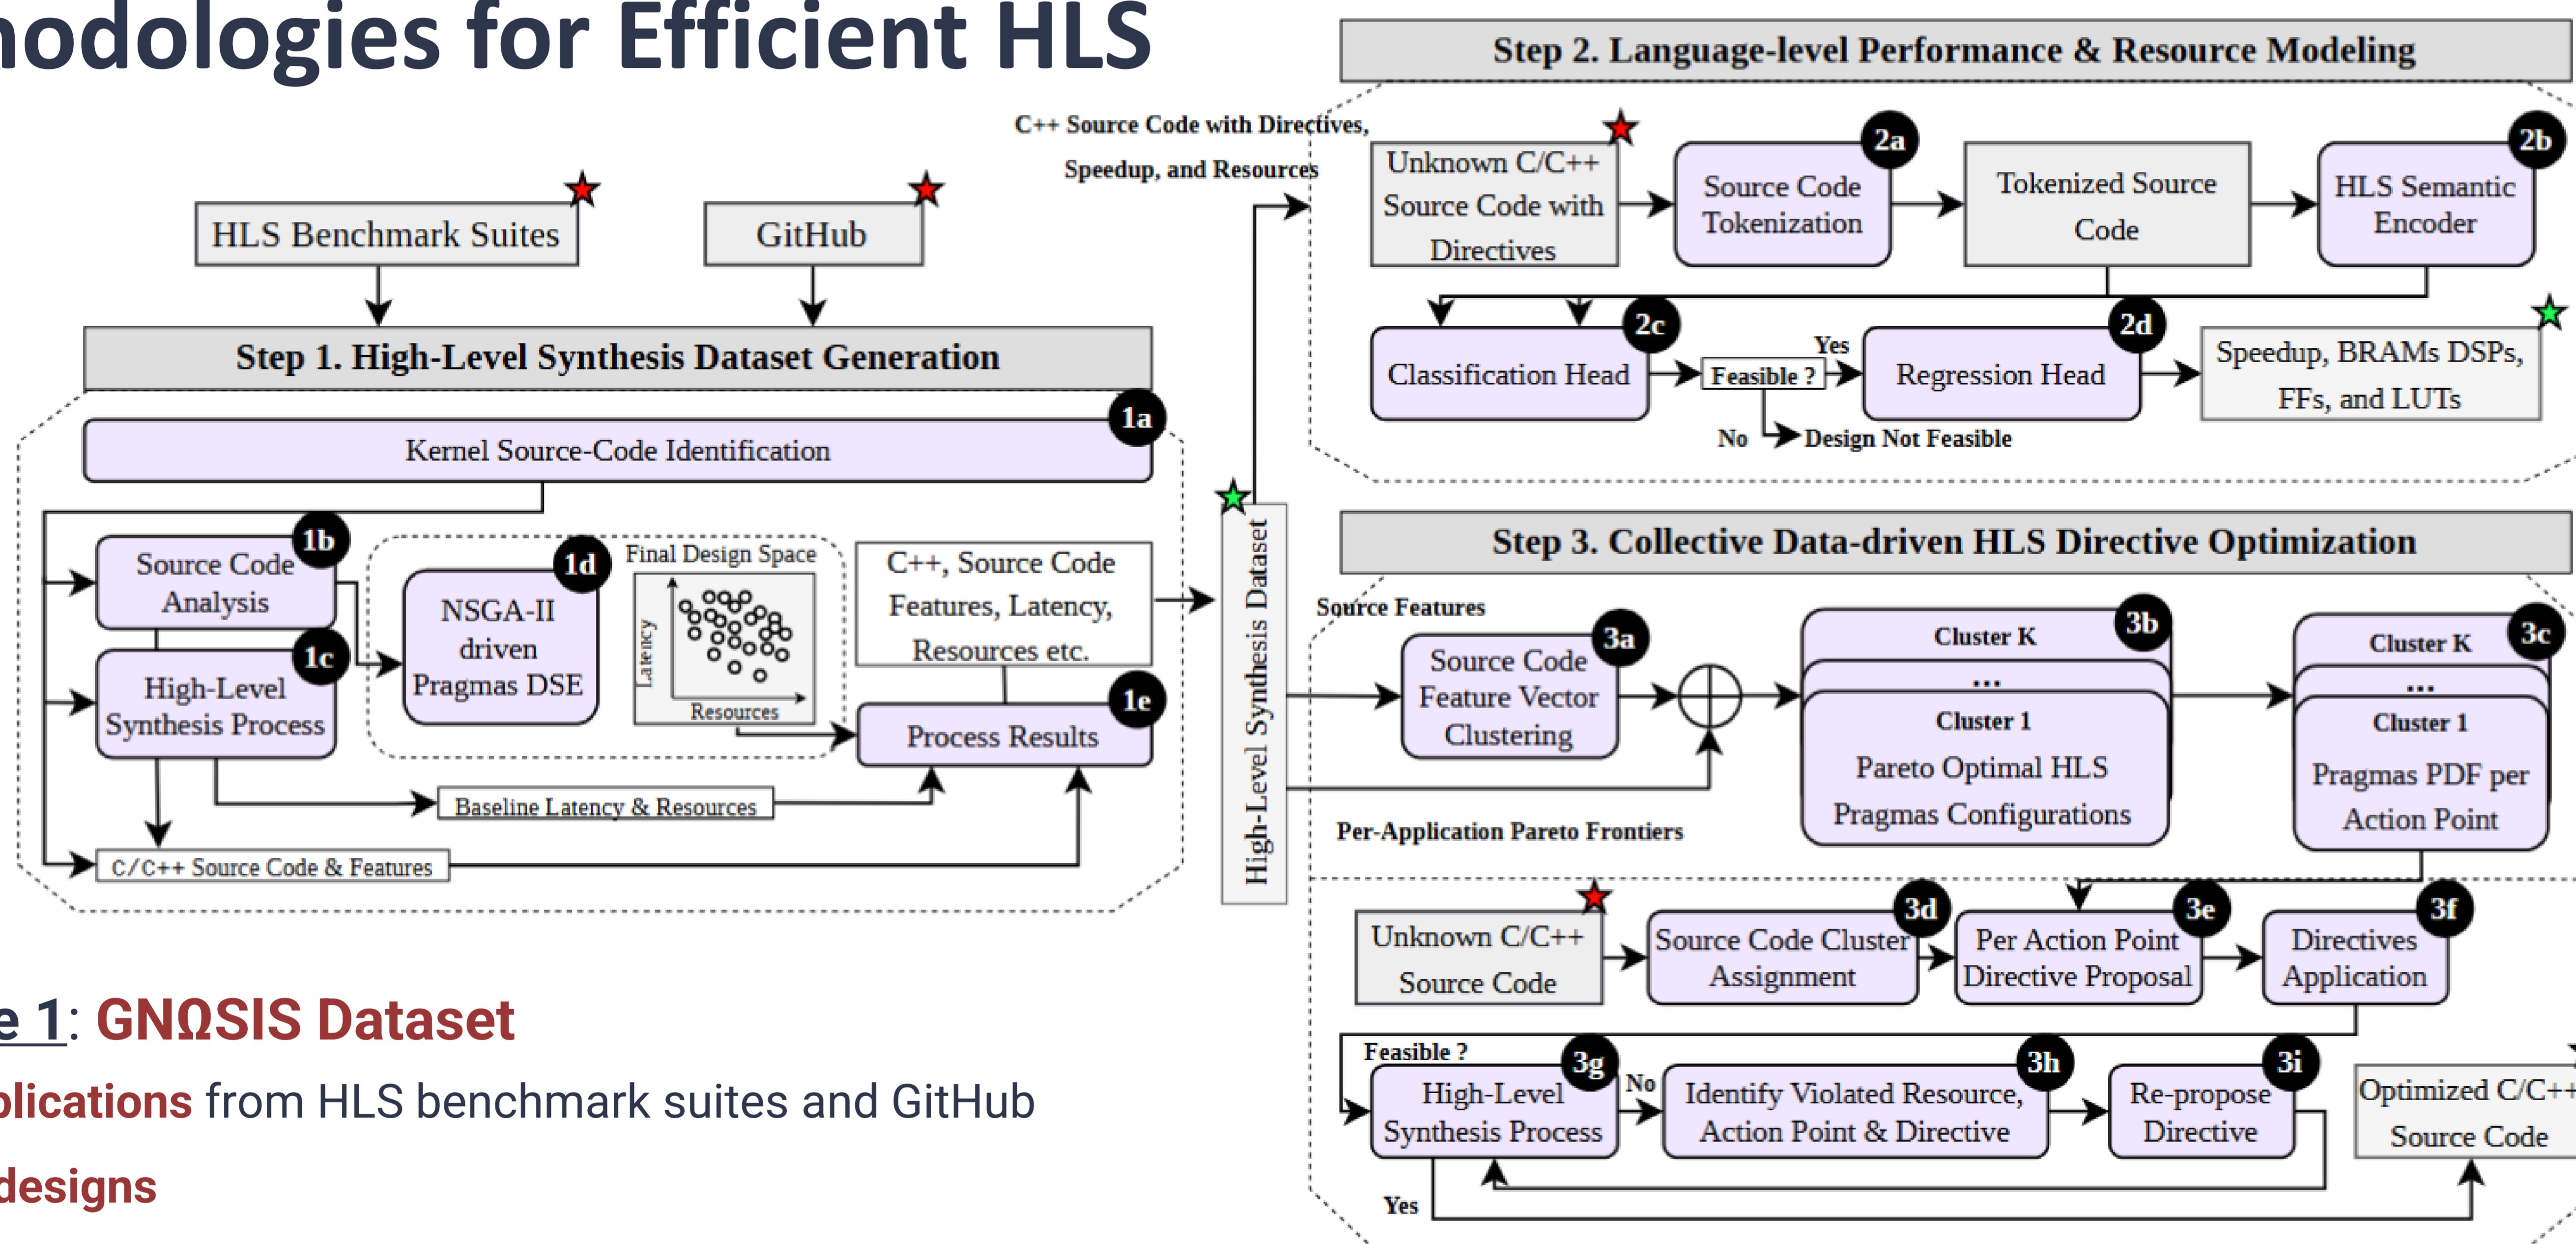 nodologies for Efficient HLS
HLS Benchmark Suites
GitHub
Step 1. High-Level Synthesis Dataset Generation
1a
Kernel Source-Code Identification
1b
Source Code
Analysis
1c
High-Level
Synthesis Process
1d
NSGA-II
driven
Pragmas DSE
Final Design Space
Latency
Resources
C++, Source Code
Features, Latency,
Resources etc.
1e
Process Results
Baseline Latency & Resources
C/C++ Source Code & Features
High-Level Synthesis Dataset
C++ Source Code with Directives,
Speedup, and Resources
Step 2. Language-level Performance & Resource Modeling
Unknown C/C++
Source Code with
Directives
2a
Source Code
Tokenization
Tokenized Source
Code
2b
HLS Semantic
Encoder
2c
Classification Head
Feasible ?
Yes
No
Design Not Feasible
2d
Regression Head
Speedup, BRAMs DSPs,
FFs, and LUTs
Step 3. Collective Data-driven HLS Directive Optimization
Source Features
3a
Source Code
Feature Vector
Clustering
Per-Application Pareto Frontiers
3b
Cluster K
...
Cluster 1
Pareto Optimal HLS
Pragmas Configurations
3c
Cluster K
...
Cluster 1
Pragmas PDF per
Action Point
Unknown C/C++
Source Code
3d
Source Code Cluster
Assignment
3e
Per Action Point
Directive Proposal
3f
Directives
Application
Feasible ?
3g
High-Level
Synthesis Process
No
Yes
3h
Identify Violated Resource,
Action Point & Directive
3i
Re-propose
Directive
Optimized C/C++
Source Code
e 1: GNΩSIS Dataset
plications from HLS benchmark suites and GitHub
designs